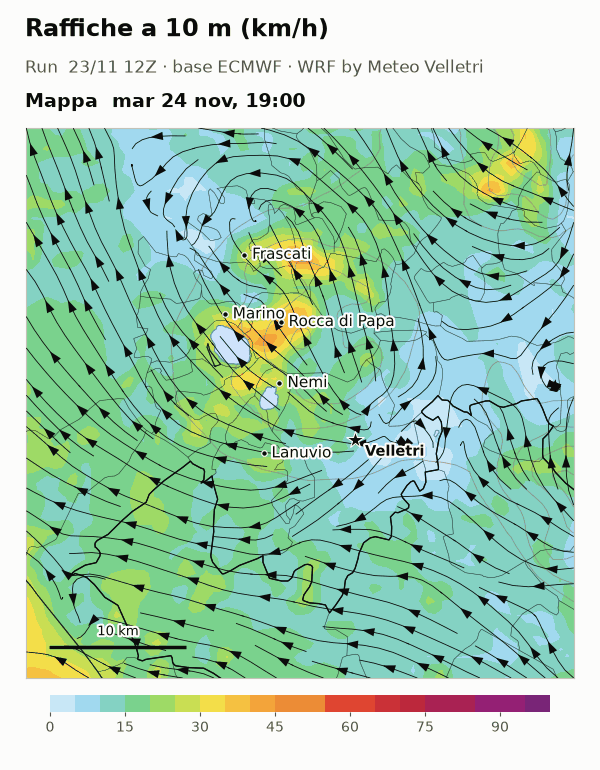 Raffiche a 10 m (km/h)
Run  23/11 12Z · base ECMWF · WRF by Meteo Velletri
Mappa  mar 24 nov, 19:00
Frascati
Marino
Rocca di Papa
Nemi
Velletri
Lanuvio
10 km
0 15 30 45 60 75 90